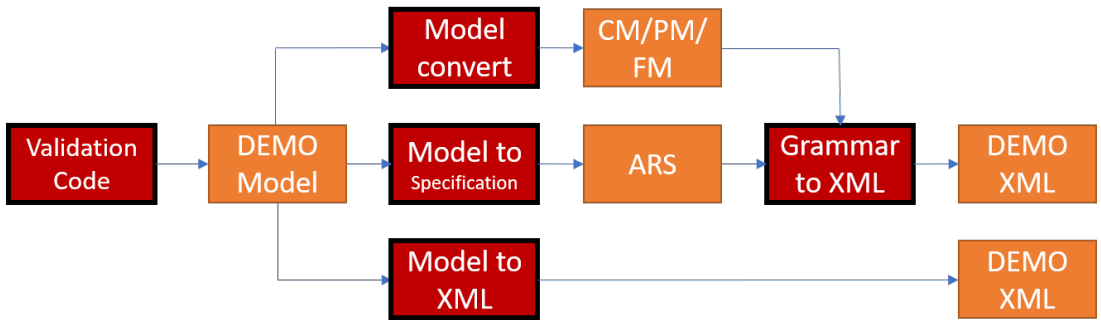 Model
convert
CM/PM/
FM
Validation
Code
DEMO
Model
Model to
Specification
ARS
Grammar
to XML
DEMO
XML
Model to
XML
DEMO
XML